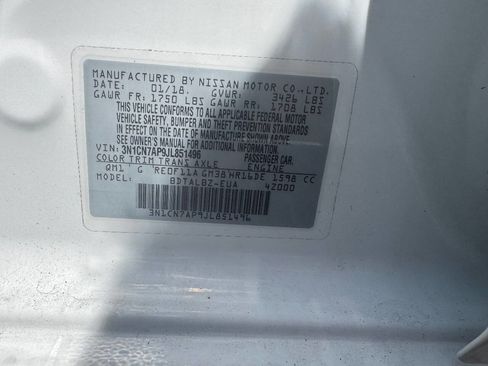 MANUFACTURED BY NISSAN MOTOR CO., LTD.
DATE: 01/18. GVWR: 3426 LBS
GAWR FR: 1750 LBS GAWR RR: 1708 LBS
THIS VEHICLE CONFORMS TO ALL APPLICABLE FEDERAL MOTOR
VEHICLE SAFETY, BUMPER AND THEFT PREVENTION STANDARDS
IN EFFECT ON THE DATE OF MANUFACTURE SHOWN ABOVE.
SEE OWNER'S MANUAL FOR ADDITIONAL INFORMATION
VIN: 3N1CN7AP9JL851496 PASSENGER CAR
COLOR TRIM TRANS AXLE ENGINE
QM1 G RE0F11A GM38 HR16DE 1598 CC
MODEL: BDTALBZ-EUA 42000
3N1CN7AP9JL851496